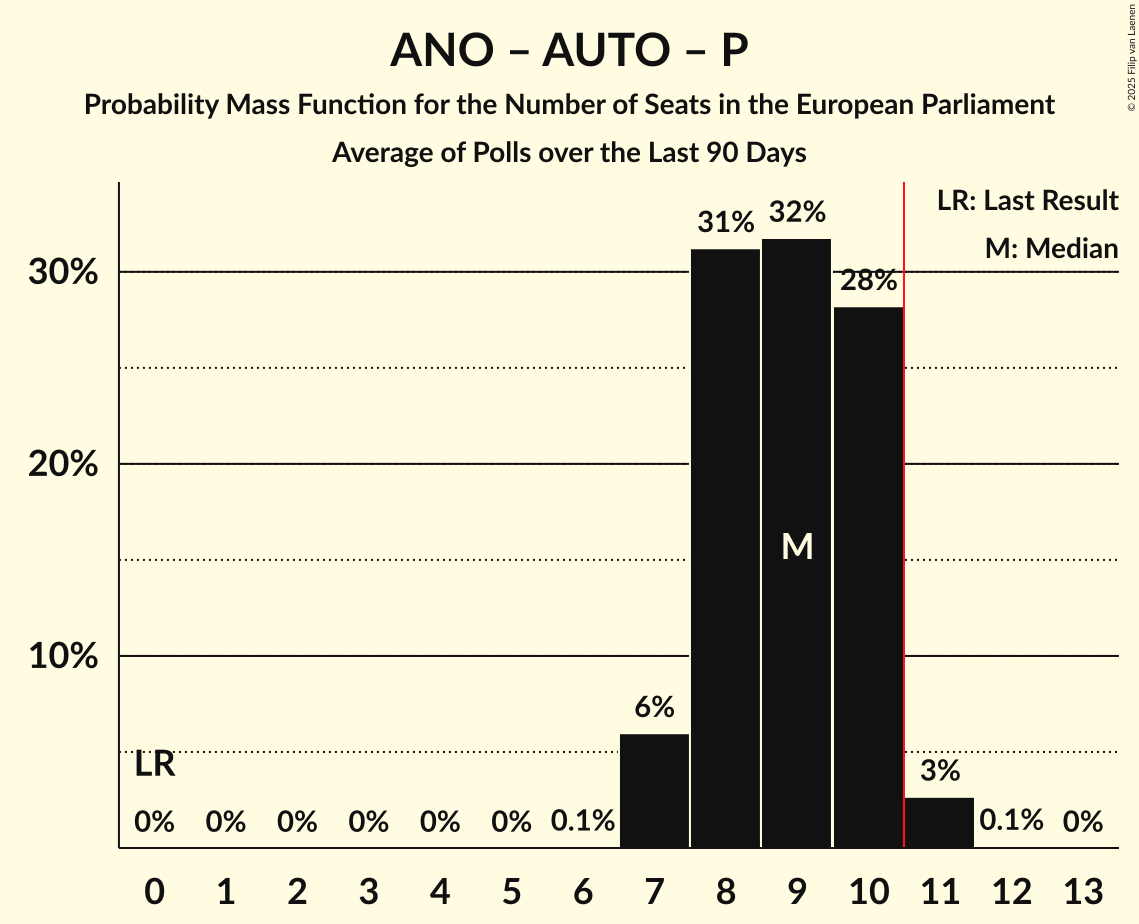 ANO – AUTO – P
Probability Mass Function for the Number of Seats in the European Parliament
Average of Polls over the Last 90 Days
© 2025 Filip van Laenen
LR: Last Result
M: Median
31%
32%
30%
28%
20%
M
10%
6%
LR
3%
0% 0% 0% 0% 0% 0% 0.1% 0.1% 0%
0 1 2 3 4 5 6 7 8 9 10 11 12 13